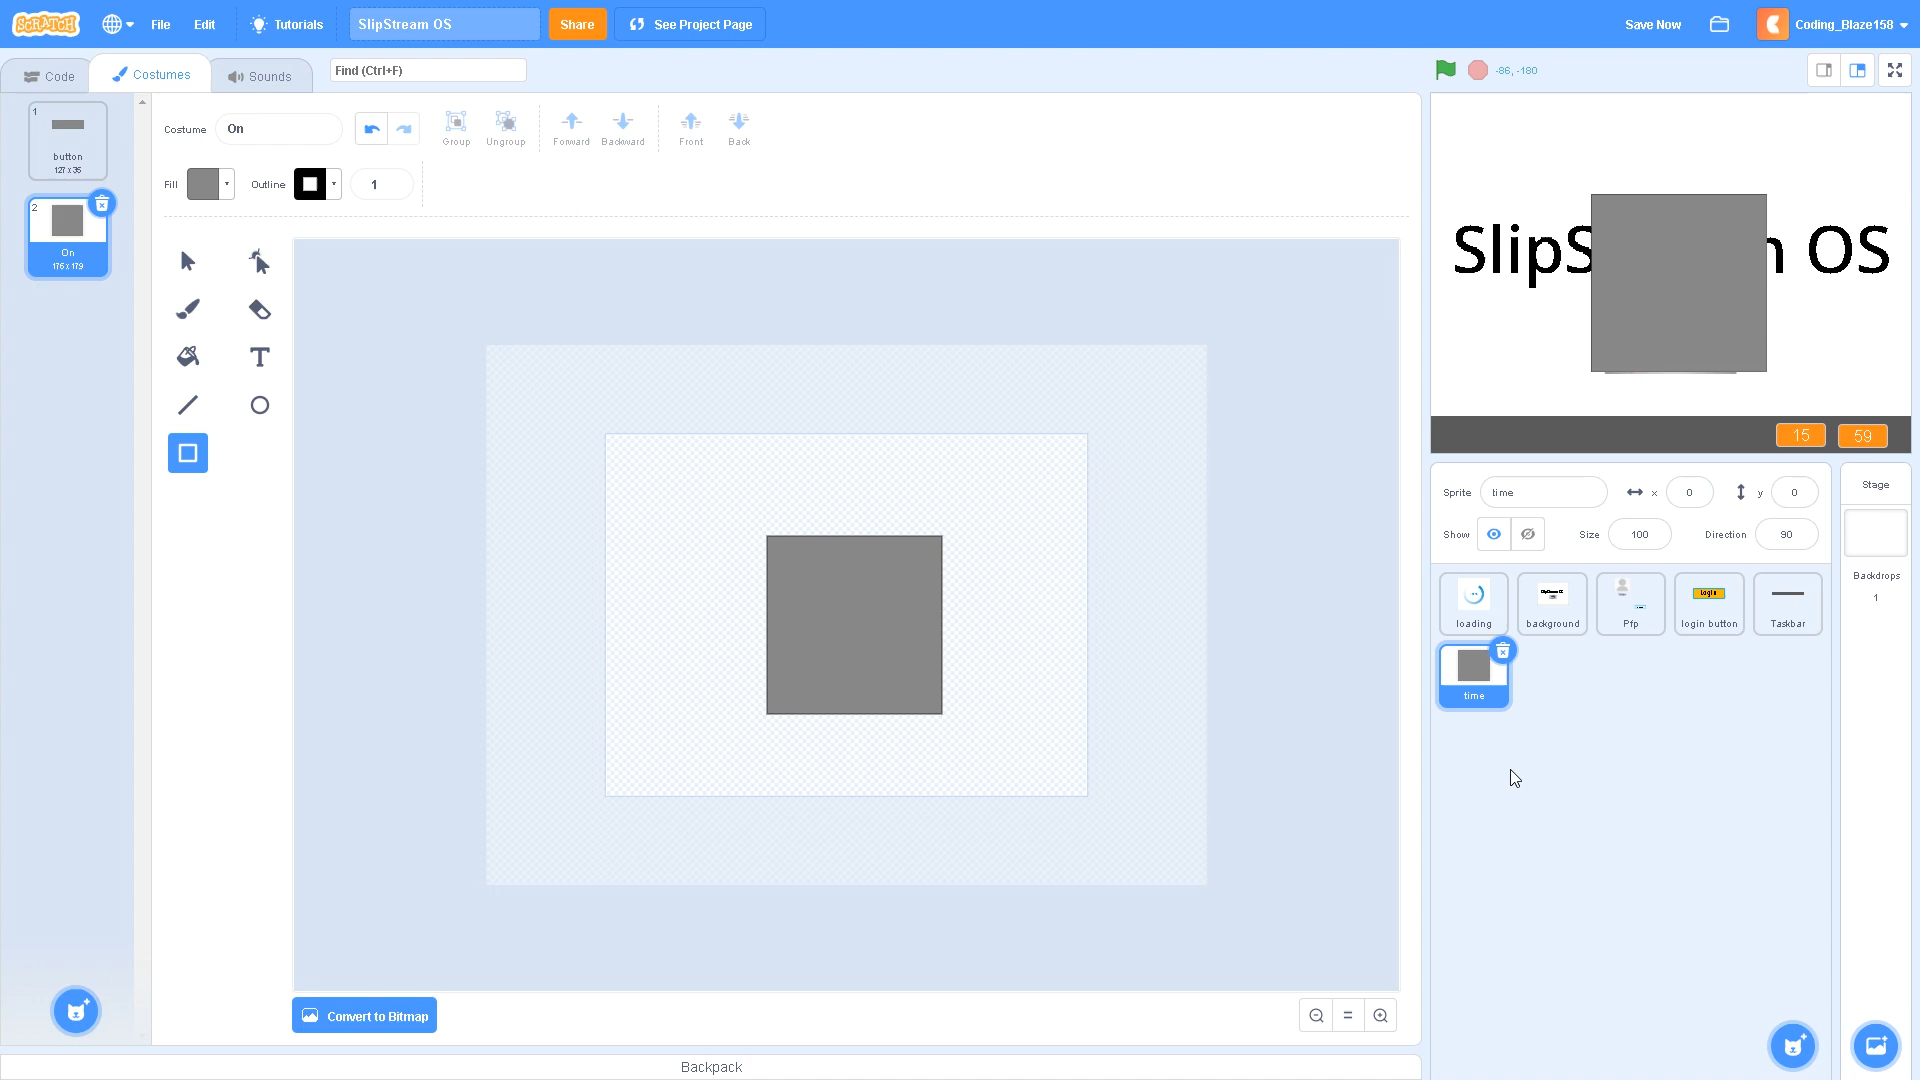 SCRATCH
File
Edit
Tutorials
SlipStream OS
Share
See Project Page
Save Now
Coding_Blaze158
Code
Costumes
Sounds
Find (Ctrl+F)
-86, -180
1
button
127 x 35
2
On
176 x 179
Costume
On
Group
Ungroup
Forward
Backward
Front
Back
Fill
Outline
1
SlipS
n OS
15
59
Sprite
time
x
0
y
0
Show
Size
100
Direction
90
Stage
Backdrops
1
loading
background
Pfp
Login
login button
Taskbar
time
Convert to Bitmap
Backpack